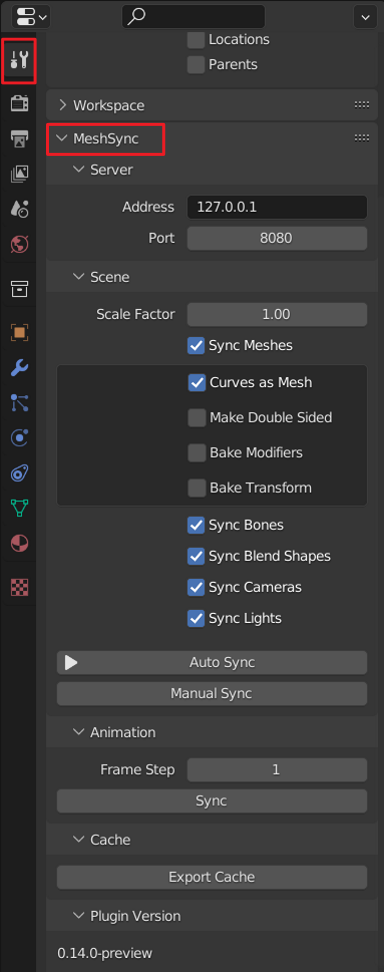 Locations
Parents
Workspace
MeshSync
Server
Address 127.0.0.1
Port 8080
Scene
Scale Factor 1.00
Sync Meshes
Curves as Mesh
Make Double Sided
Bake Modifiers
Bake Transform
Sync Bones
Sync Blend Shapes
Sync Cameras
Sync Lights
Auto Sync
Manual Sync
Animation
Frame Step 1
Sync
Cache
Export Cache
Plugin Version
0.14.0-preview